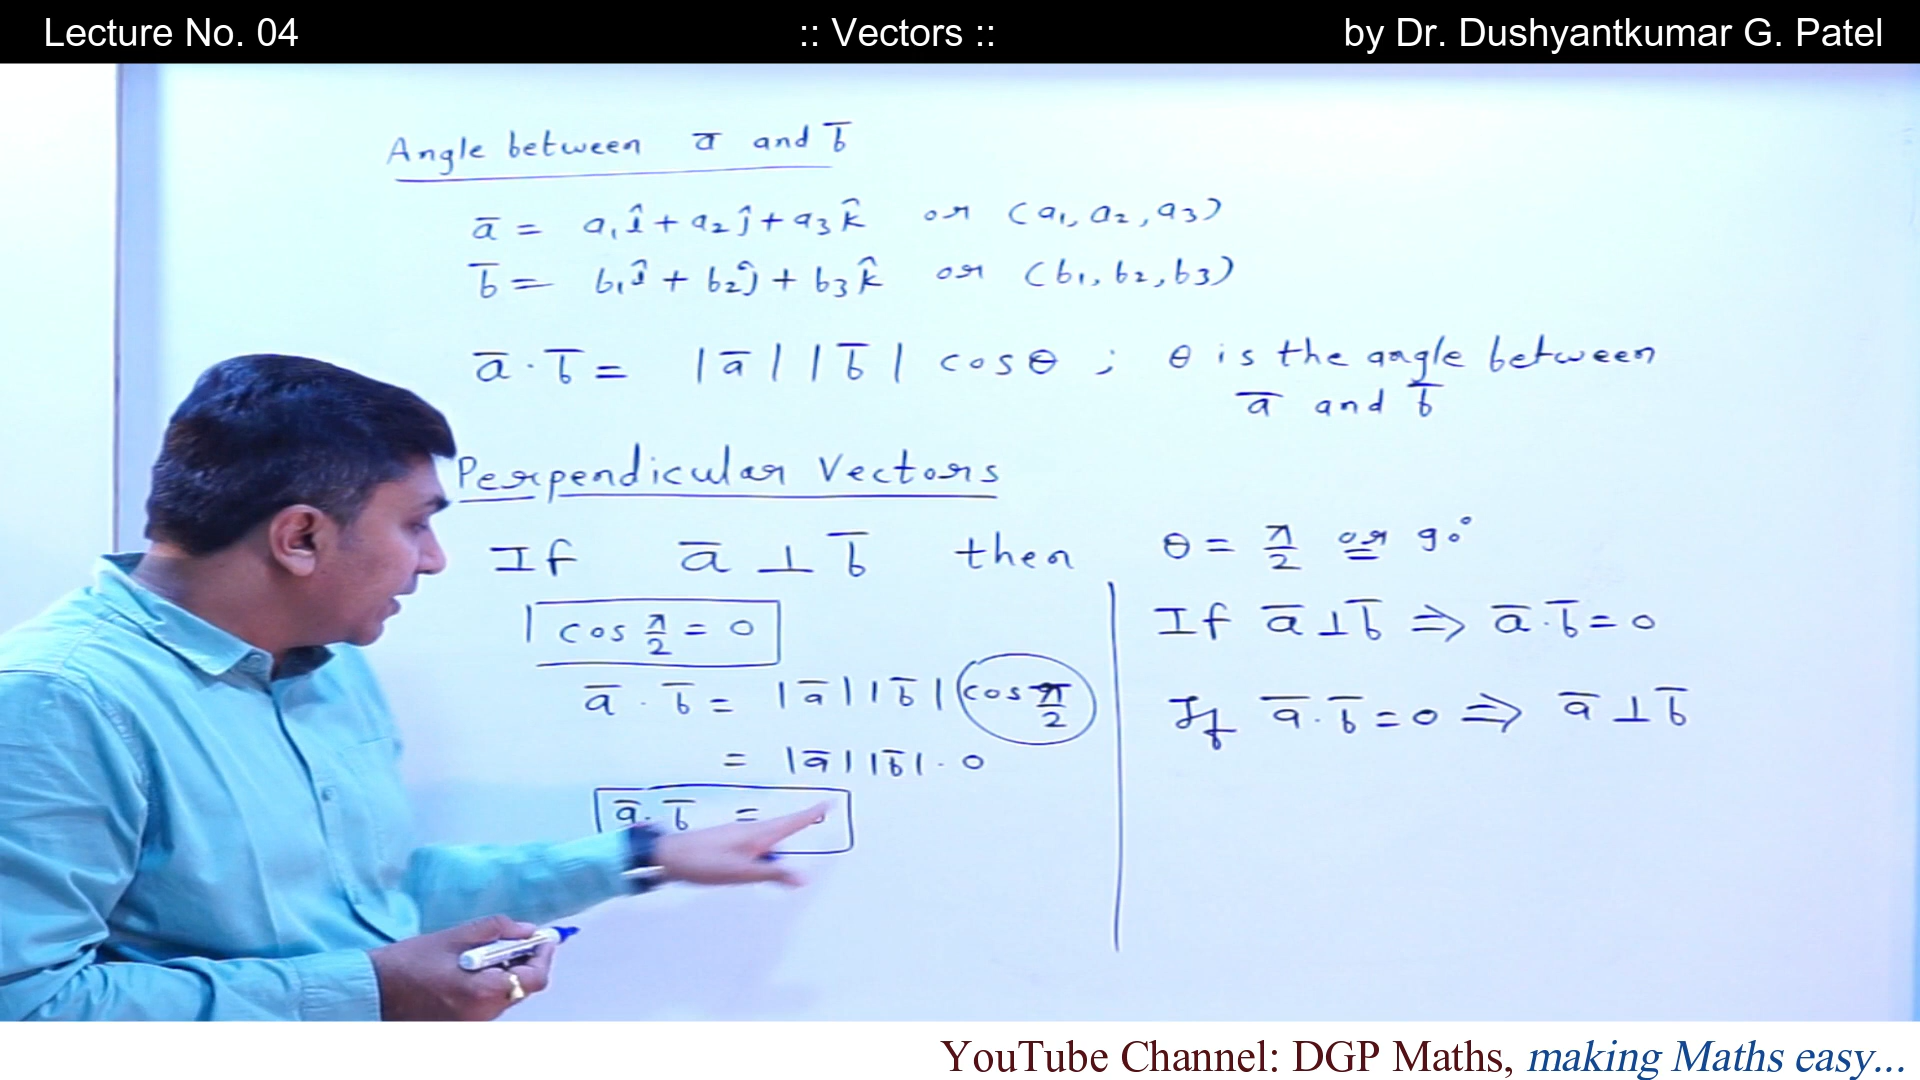 Lecture No. 04 :: Vectors :: by Dr. Dushyantkumar G. Patel
Angle between a̅ and b̅
a̅ = a₁î + a₂ĵ + a₃k̂ or (a₁, a₂, a₃)
b̅ = b₁î + b₂ĵ + b₃k̂ or (b₁, b₂, b₃)
a̅ · b̅ = |a̅| |b̅| cosθ ; θ is the angle between
a̅ and b̅
Perpendicular Vectors
If a̅ ⊥ b̅ then θ = π/2 or 90°
cos π/2 = 0
a̅ · b̅ = |a̅| |b̅| cos π/2
= |a̅| |b̅| · 0
a̅ · b̅ = 0
If a̅ ⊥ b̅ ⇒ a̅ · b̅ = 0
If a̅ · b̅ = 0 ⇒ a̅ ⊥ b̅
YouTube Channel: DGP Maths, making Maths easy...